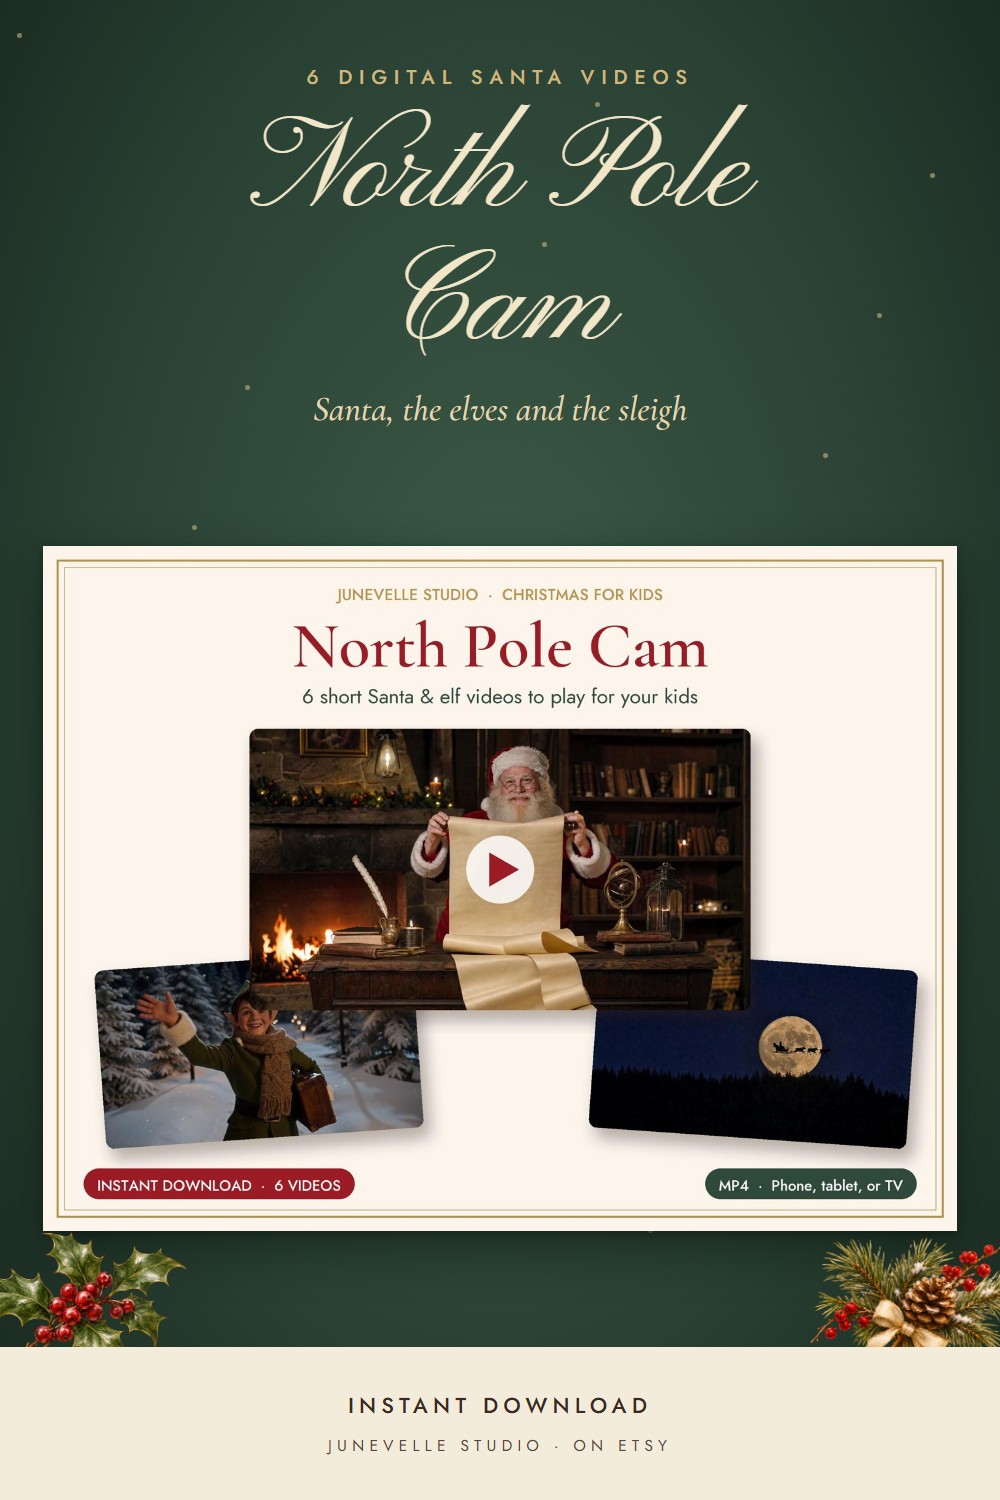 6 DIGITAL SANTA VIDEOS
North Pole
Cam
Santa, the elves and the sleigh
JUNEVELLE STUDIO · CHRISTMAS FOR KIDS
North Pole Cam
6 short Santa & elf videos to play for your kids
INSTANT DOWNLOAD · 6 VIDEOS
MP4 · Phone, tablet, or TV
INSTANT DOWNLOAD
JUNEVELLE STUDIO · ON ETSY